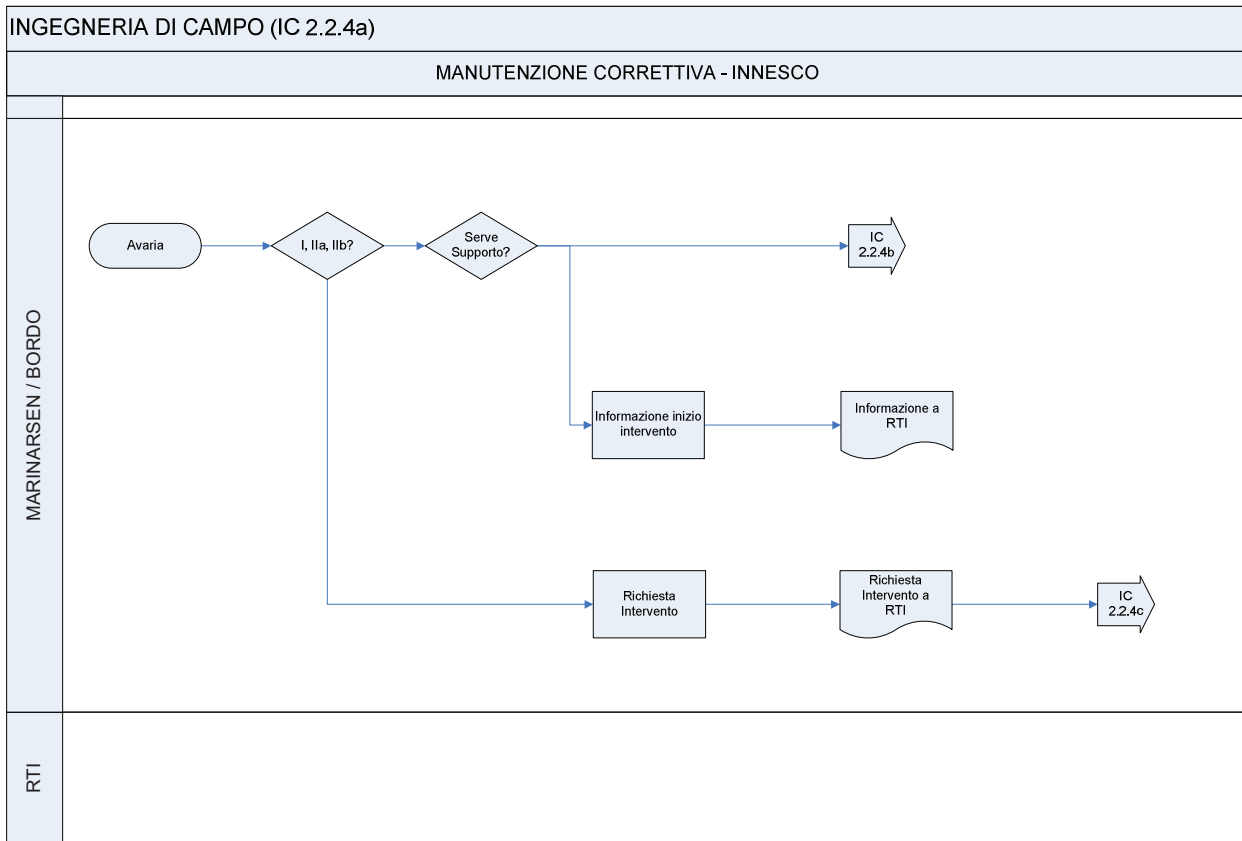 INGEGNERIA DI CAMPO (IC 2.2.4a)
MANUTENZIONE CORRETTIVA - INNESCO
MARINARSEN / BORDO
Avaria
I, IIa, IIb?
Serve
Supporto?
IC
2.2.4b
Informazione inizio
intervento
Informazione a
RTI
Richiesta
Intervento
Richiesta
Intervento a
RTI
IC
2.2.4c
RTI